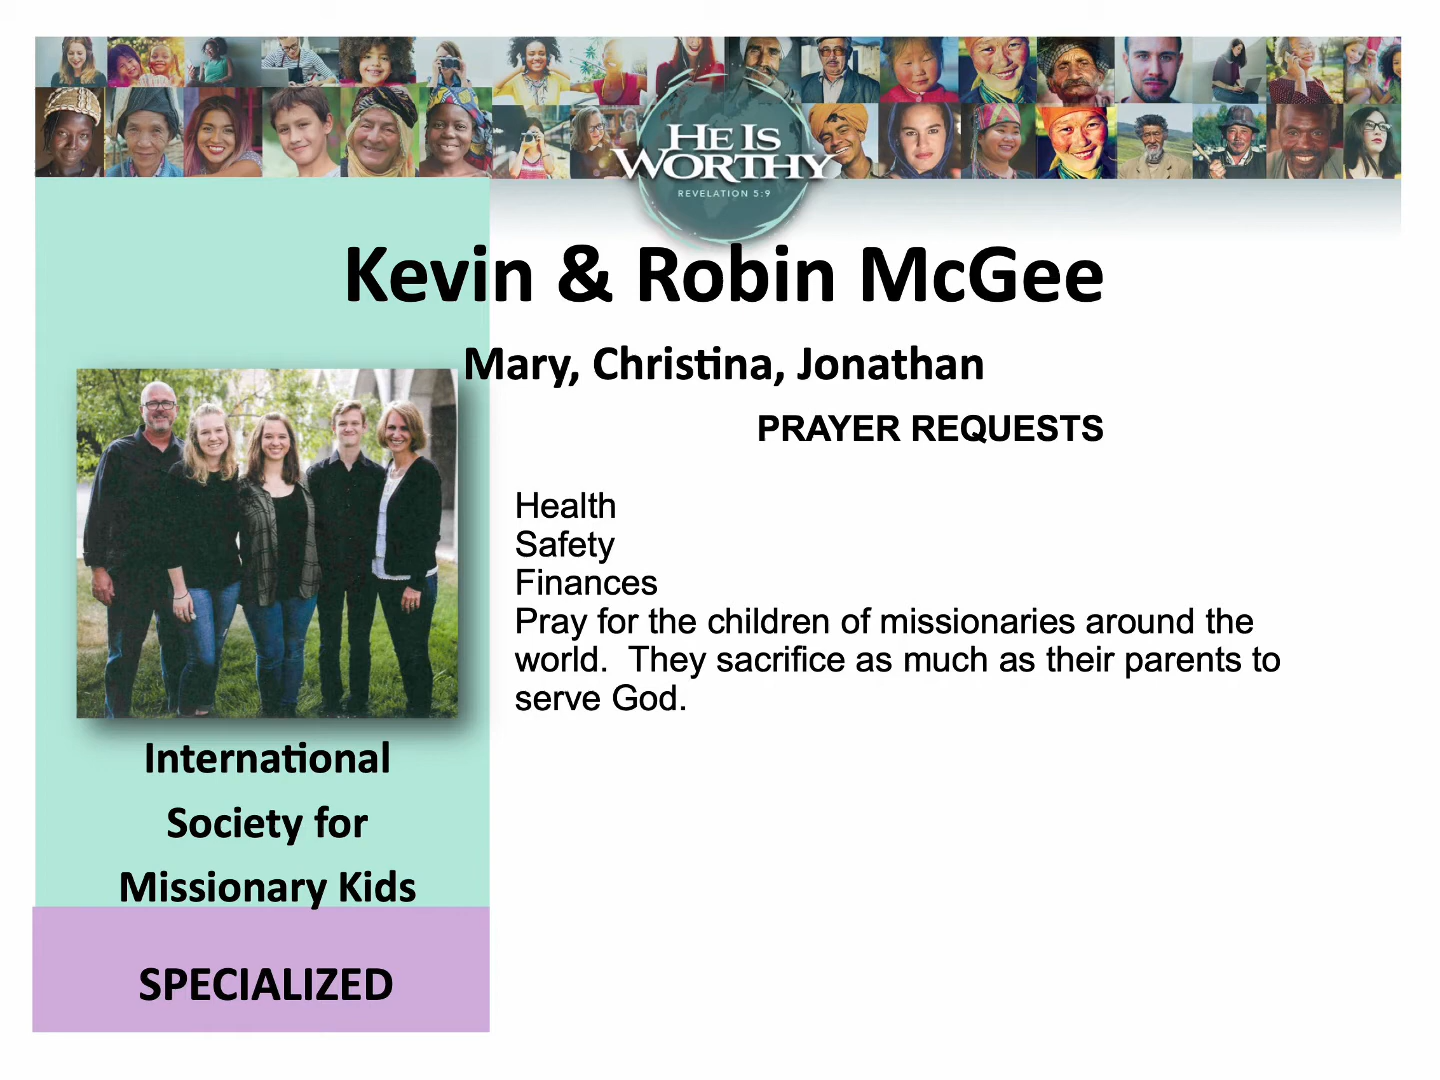 HE IS
WORTHY
REVELATION 5:9
Kevin & Robin McGee
Mary, Christina, Jonathan
PRAYER REQUESTS
Health
Safety
Finances
Pray for the children of missionaries around the
world.  They sacrifice as much as their parents to
serve God.
International
Society for
Missionary Kids
SPECIALIZED